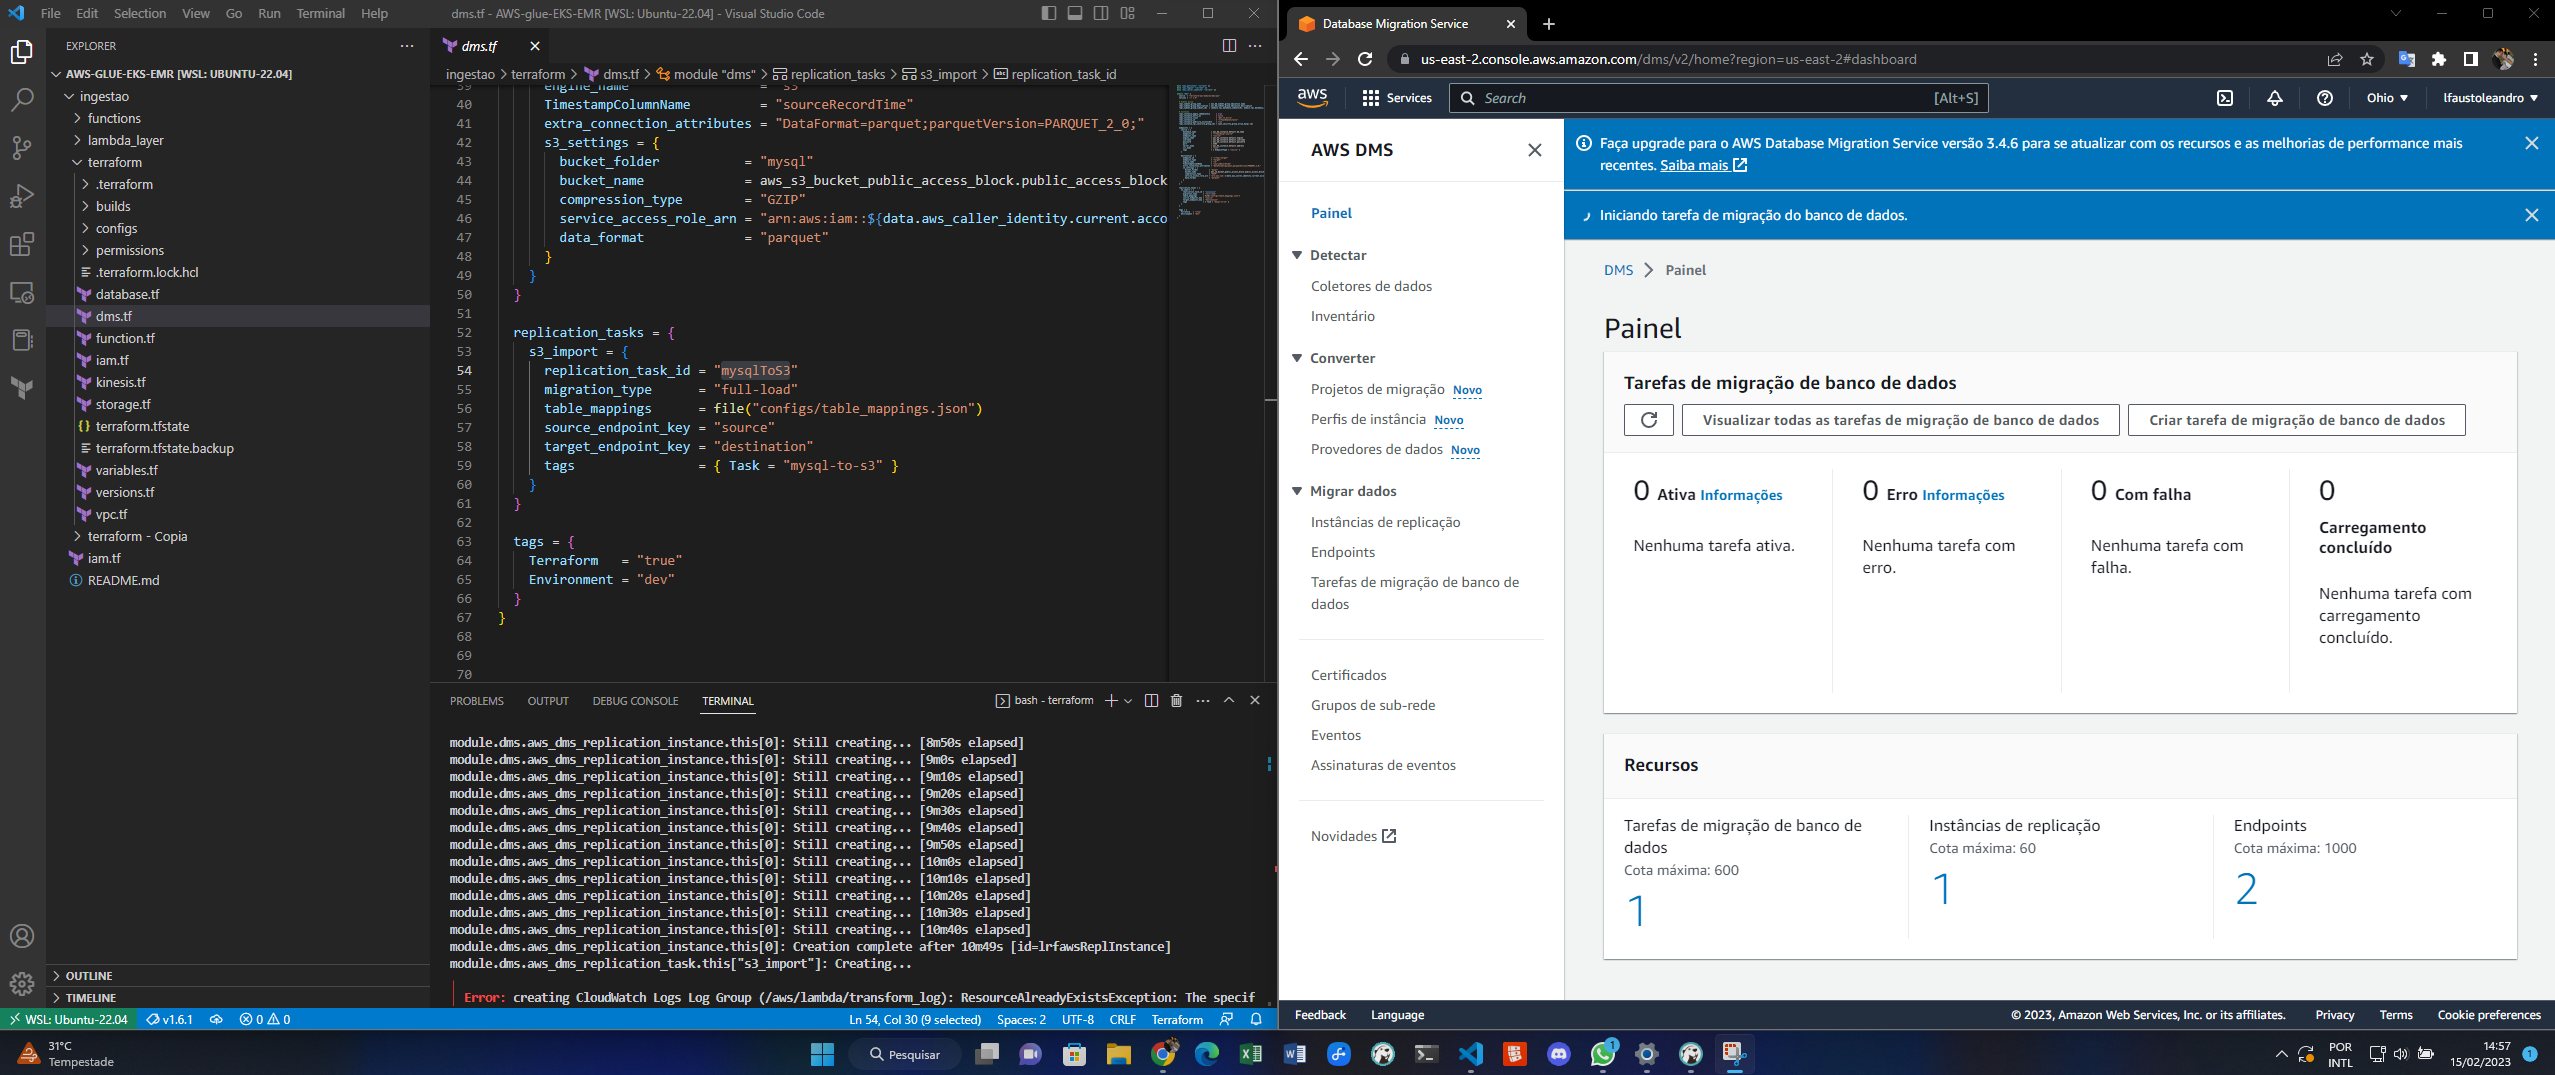 File Edit Selection View Go Run Terminal Help
dms.tf - AWS-glue-EKS-EMR [WSL: Ubuntu-22.04] - Visual Studio Code
EXPLORER
AWS-GLUE-EKS-EMR [WSL: UBUNTU-22.04]
ingestao
functions
lambda_layer
terraform
.terraform
builds
configs
permissions
.terraform.lock.hcl
database.tf
dms.tf
function.tf
iam.tf
kinesis.tf
storage.tf
terraform.tfstate
terraform.tfstate.backup
variables.tf
versions.tf
vpc.tf
terraform - Copia
iam.tf
README.md
OUTLINE
TIMELINE
dms.tf
ingestao > terraform > dms.tf > module "dms" > replication_tasks > s3_import > replication_task_id
39 engine_name = "s3"
40 TimestampColumnName = "sourceRecordTime"
41 extra_connection_attributes = "DataFormat=parquet;parquetVersion=PARQUET_2_0;"
42 s3_settings = {
43 bucket_folder = "mysql"
44 bucket_name = aws_s3_bucket_public_access_block.public_access_block
45 compression_type = "GZIP"
46 service_access_role_arn = "arn:aws:iam::${data.aws_caller_identity.current.acco
47 data_format = "parquet"
48 }
49 }
50 }
51
52 replication_tasks = {
53 s3_import = {
54 replication_task_id = "mysqlToS3"
55 migration_type = "full-load"
56 table_mappings = file("configs/table_mappings.json")
57 source_endpoint_key = "source"
58 target_endpoint_key = "destination"
59 tags = { Task = "mysql-to-s3" }
60 }
61 }
62
63 tags = {
64 Terraform = "true"
65 Environment = "dev"
66 }
67 }
68
69
70
PROBLEMS OUTPUT DEBUG CONSOLE TERMINAL
bash - terraform
module.dms.aws_dms_replication_instance.this[0]: Still creating... [8m50s elapsed]
module.dms.aws_dms_replication_instance.this[0]: Still creating... [9m0s elapsed]
module.dms.aws_dms_replication_instance.this[0]: Still creating... [9m10s elapsed]
module.dms.aws_dms_replication_instance.this[0]: Still creating... [9m20s elapsed]
module.dms.aws_dms_replication_instance.this[0]: Still creating... [9m30s elapsed]
module.dms.aws_dms_replication_instance.this[0]: Still creating... [9m40s elapsed]
module.dms.aws_dms_replication_instance.this[0]: Still creating... [9m50s elapsed]
module.dms.aws_dms_replication_instance.this[0]: Still creating... [10m0s elapsed]
module.dms.aws_dms_replication_instance.this[0]: Still creating... [10m10s elapsed]
module.dms.aws_dms_replication_instance.this[0]: Still creating... [10m20s elapsed]
module.dms.aws_dms_replication_instance.this[0]: Still creating... [10m30s elapsed]
module.dms.aws_dms_replication_instance.this[0]: Still creating... [10m40s elapsed]
module.dms.aws_dms_replication_instance.this[0]: Creation complete after 10m49s [id=lrfawsReplInstance]
module.dms.aws_dms_replication_task.this["s3_import"]: Creating...
Error: creating CloudWatch Logs Log Group (/aws/lambda/transform_log): ResourceAlreadyExistsException: The specif
WSL: Ubuntu-22.04 v1.6.1 0 0
Ln 54, Col 30 (9 selected) Spaces: 2 UTF-8 CRLF Terraform
Database Migration Service
us-east-2.console.aws.amazon.com/dms/v2/home?region=us-east-2#dashboard
aws Services Search [Alt+S] Ohio lfaustoleandro
AWS DMS
Painel
Detectar
Coletores de dados
Inventário
Converter
Projetos de migração Novo
Perfis de instância Novo
Provedores de dados Novo
Migrar dados
Instâncias de replicação
Endpoints
Tarefas de migração de banco de
dados
Certificados
Grupos de sub-rede
Eventos
Assinaturas de eventos
Novidades
Faça upgrade para o AWS Database Migration Service versão 3.4.6 para se atualizar com os recursos e as melhorias de performance mais
recentes. Saiba mais
Iniciando tarefa de migração do banco de dados.
DMS > Painel
Painel
Tarefas de migração de banco de dados
Visualizar todas as tarefas de migração de banco de dados
Criar tarefa de migração de banco de dados
0 Ativa Informações
Nenhuma tarefa ativa.
0 Erro Informações
Nenhuma tarefa com
erro.
0 Com falha
Nenhuma tarefa com
falha.
0
Carregamento
concluído
Nenhuma tarefa com
carregamento
concluído.
Recursos
Tarefas de migração de banco de
dados
Cota máxima: 600
1
Instâncias de replicação
Cota máxima: 60
1
Endpoints
Cota máxima: 1000
2
Feedback Language
© 2023, Amazon Web Services, Inc. or its affiliates. Privacy Terms Cookie preferences
31°C
Tempestade
Pesquisar
1
POR
INTL
14:57
15/02/2023
1